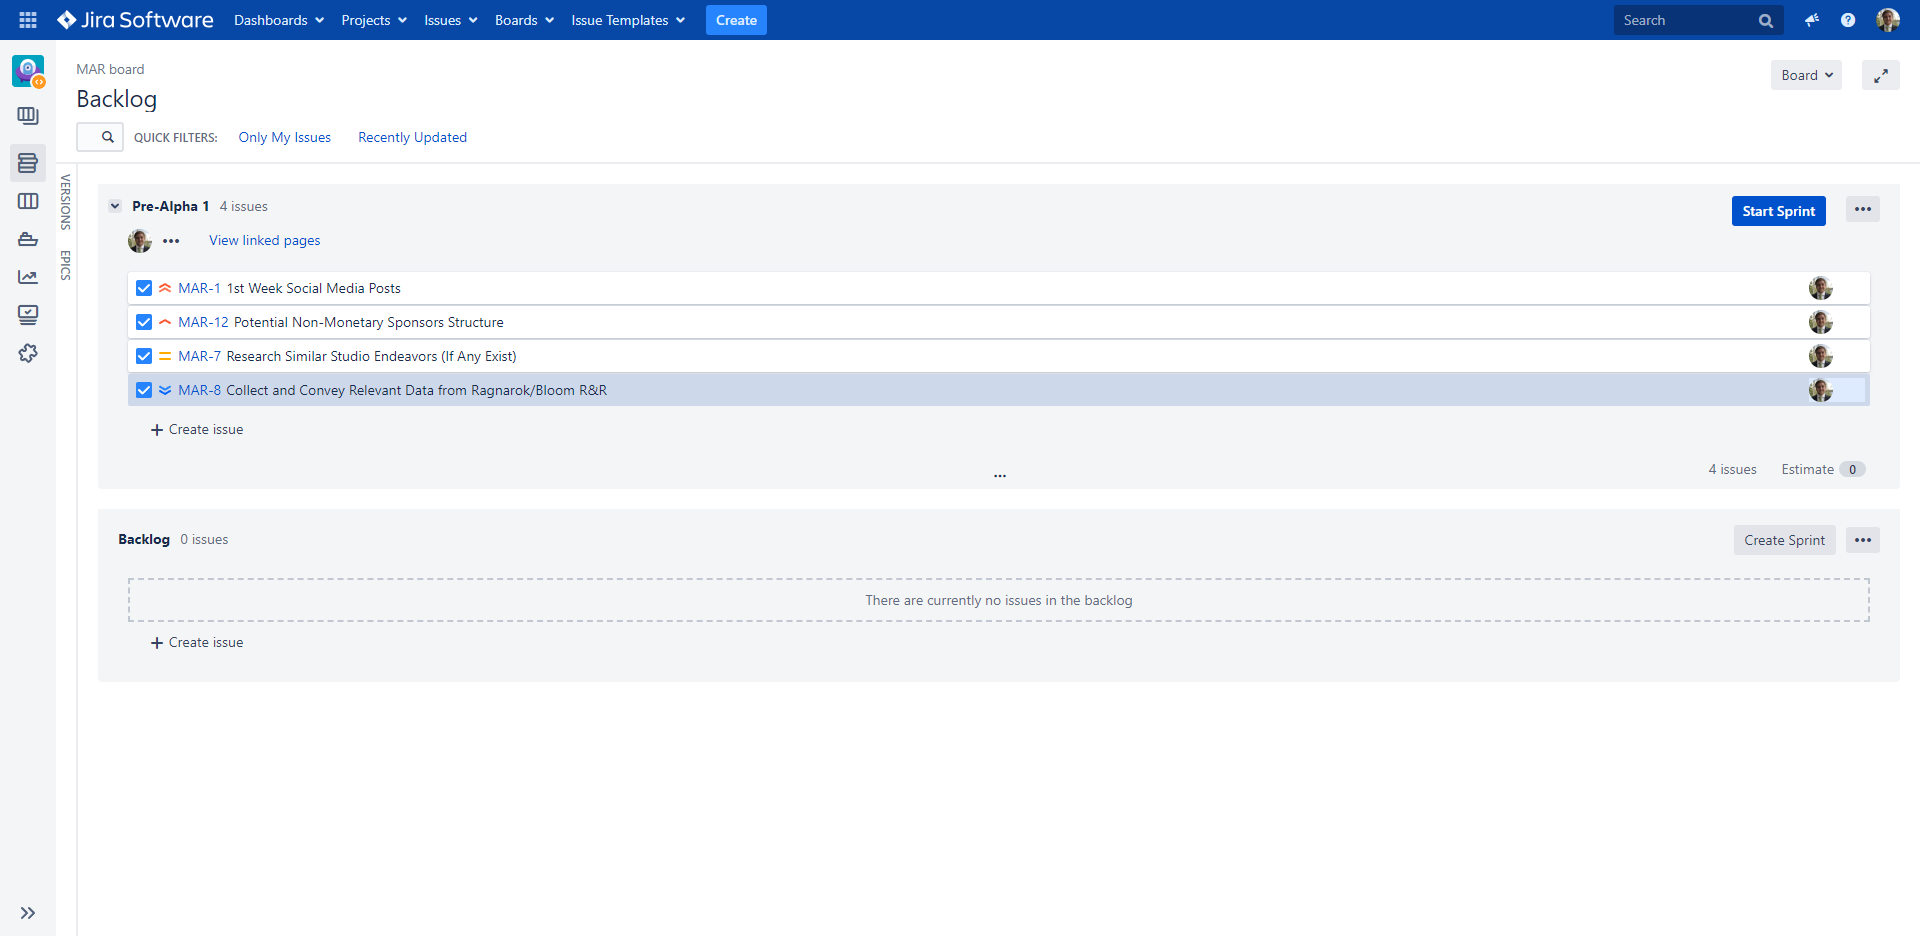 Jira Software Dashboards Projects Issues Boards Issue Templates Create Search
MAR board
Backlog
Board
QUICK FILTERS: Only My Issues Recently Updated
VERSIONS
EPICS
Pre-Alpha 1 4 issues
Start Sprint
View linked pages
MAR-1 1st Week Social Media Posts
MAR-12 Potential Non-Monetary Sponsors Structure
MAR-7 Research Similar Studio Endeavors (If Any Exist)
MAR-8 Collect and Convey Relevant Data from Ragnarok/Bloom R&R
+ Create issue
4 issues Estimate 0
Backlog 0 issues
Create Sprint
There are currently no issues in the backlog
+ Create issue